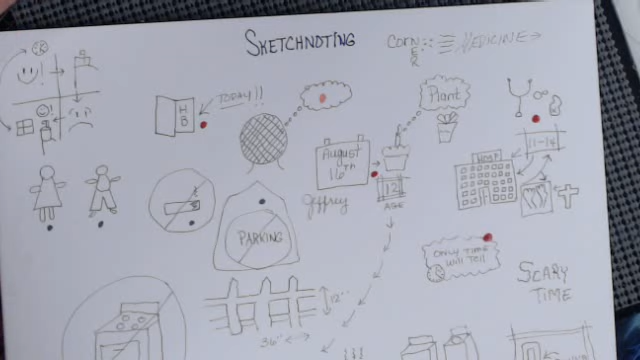 SKETCHNOTING
CORNER
MEDICINE
TODAY!!
HB
Plant
August
16TH
Jeffrey
12
AGE
11-14
HOSP
PARKING
ONLY TIME
WILL TELL
SCARY
TIME
12"
36"